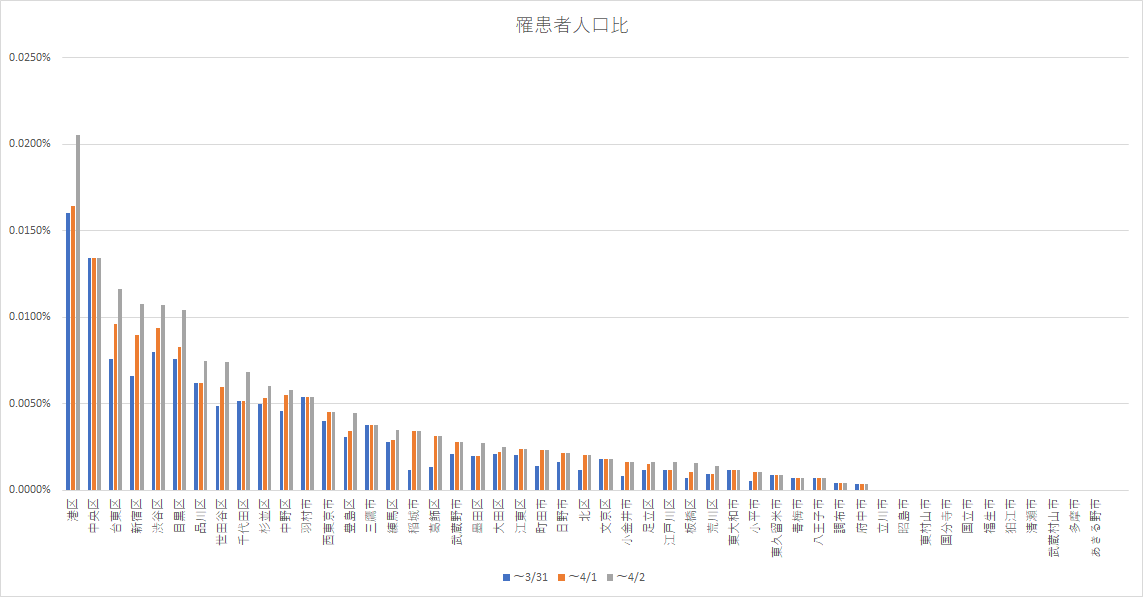 罹患者人口比
0.0250%
0.0200%
0.0150%
0.0100%
0.0050%
0.0000%
港区
中央区
台東区
新宿区
渋谷区
目黒区
品川区
世田谷区
千代田区
杉並区
中野区
羽村市
西東京市
豊島区
三鷹市
練馬区
稲城市
葛飾区
武蔵野市
墨田区
大田区
江東区
町田市
日野市
北区
文京区
小金井市
足立区
江戸川区
板橋区
荒川区
東大和市
小平市
東久留米市
青梅市
八王子市
調布市
府中市
立川市
昭島市
東村山市
国分寺市
国立市
福生市
狛江市
清瀬市
武蔵村山市
多摩市
あきる野市
～3/31 ～4/1 ～4/2